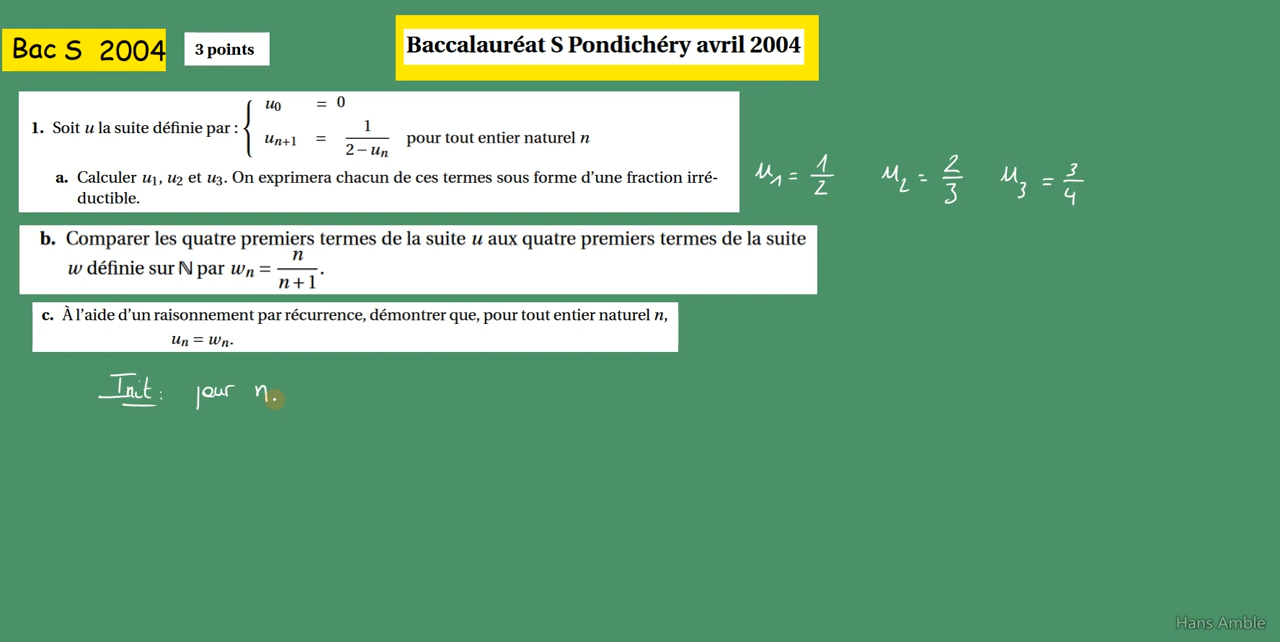 Bac S 2004
3 points
Baccalauréat S Pondichéry avril 2004
1. Soit u la suite définie par : { u₀ = 0
uₙ₊₁ = 1/(2 − uₙ) pour tout entier naturel n
a. Calculer u₁, u₂ et u₃. On exprimera chacun de ces termes sous forme d'une fraction irré-
ductible.
u₁ = 1/2 u₂ = 2/3 u₃ = 3/4
b. Comparer les quatre premiers termes de la suite u aux quatre premiers termes de la suite
w définie sur ℕ par wₙ = n/(n + 1).
c. À l'aide d'un raisonnement par récurrence, démontrer que, pour tout entier naturel n,
uₙ = wₙ.
Init : pour n
Hans Amble